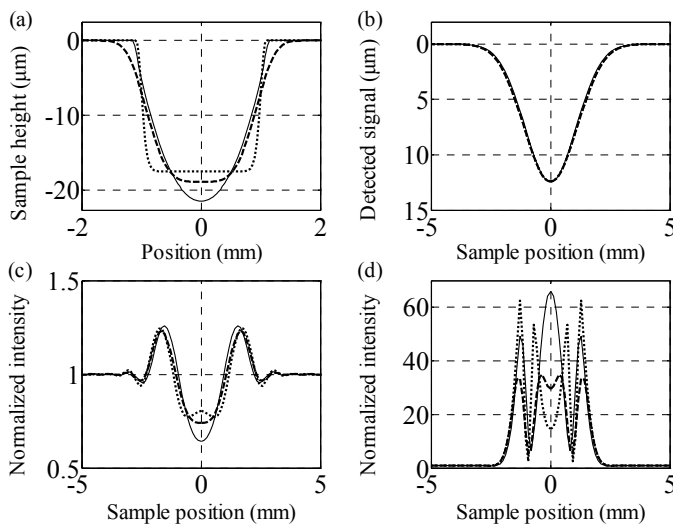 (a)
Sample height (μm)
0
-10
-20
-2
0
2
Position (mm)
(b)
Detected signal (μm)
0
5
10
15
-5
0
5
Sample position (mm)
(c)
Normalized intensity
1.5
1
0.5
-5
0
5
Sample position (mm)
(d)
Normalized intensity
60
40
20
0
-5
0
5
Sample position (mm)